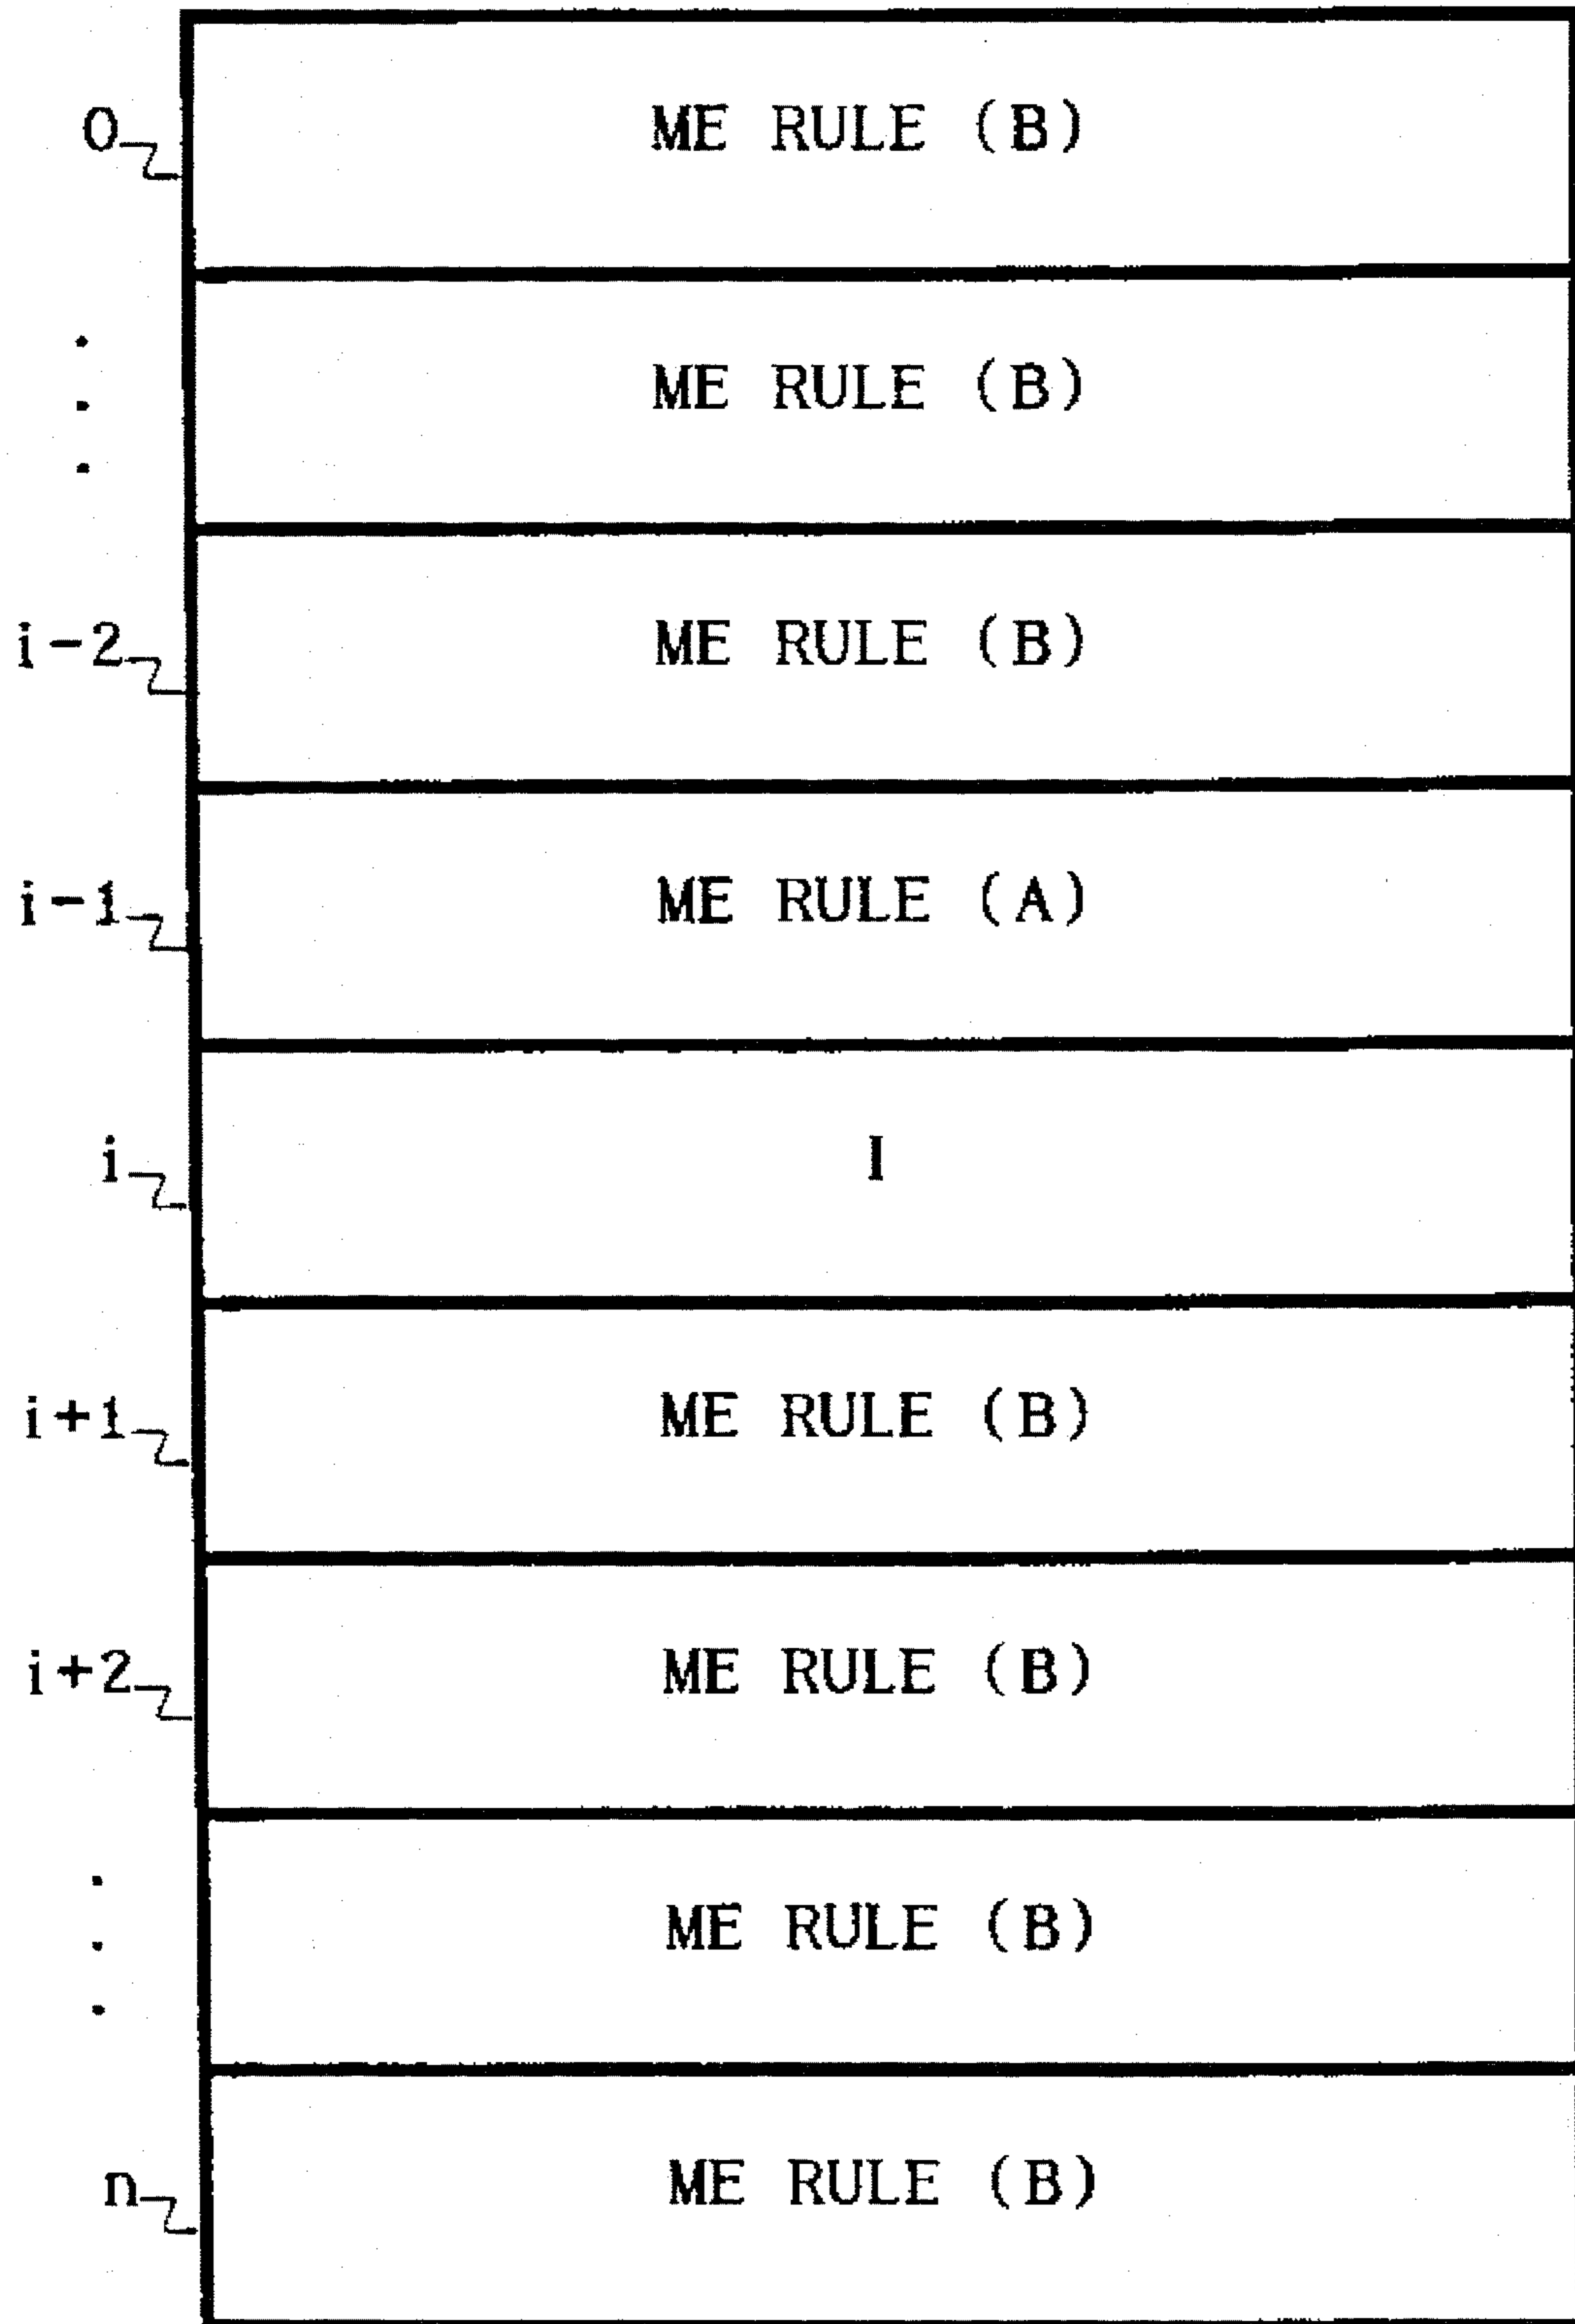 0 ME RULE (B)
ME RULE (B)
i-2 ME RULE (B)
i-1 ME RULE (A)
i I
i+1 ME RULE (B)
i+2 ME RULE (B)
ME RULE (B)
n ME RULE (B)